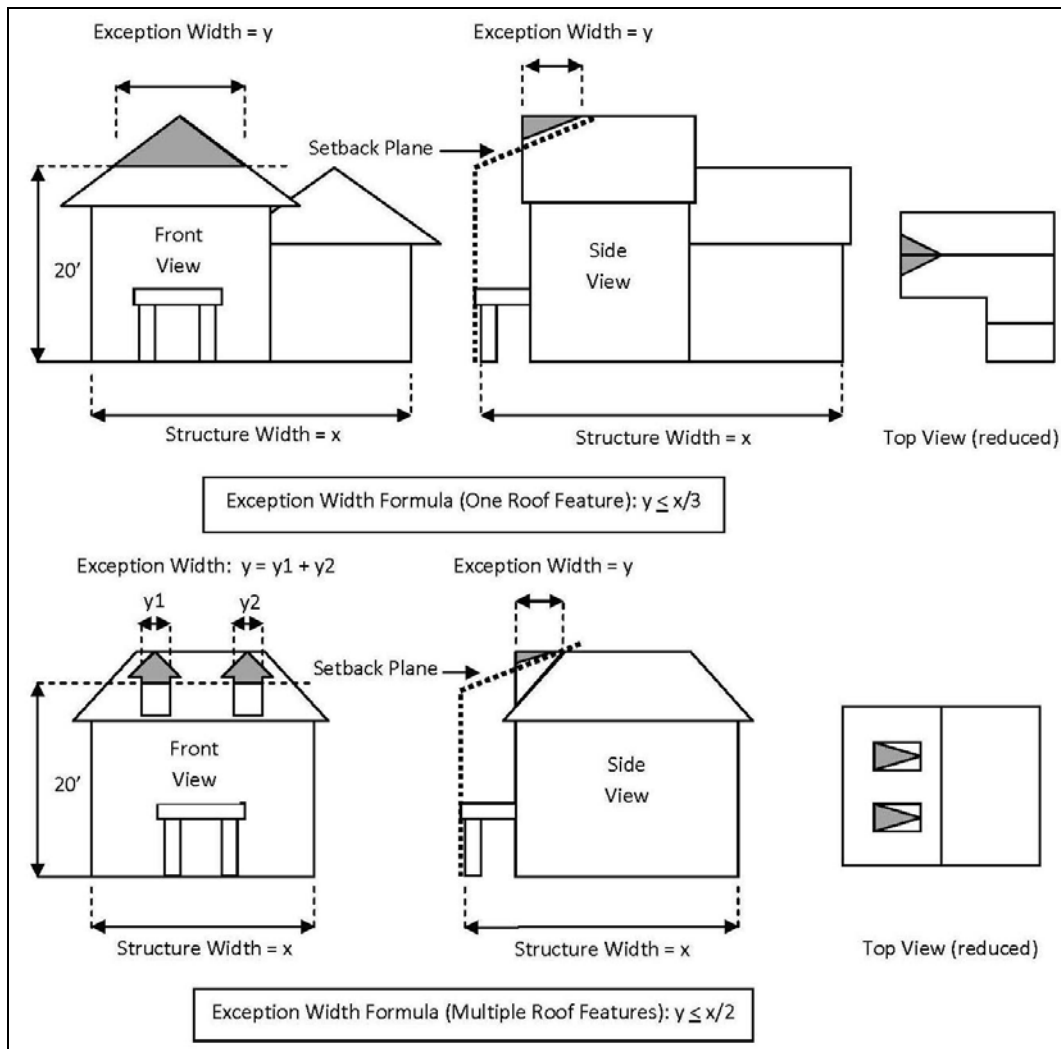 Exception Width = y
Exception Width = y
Setback Plane
Front
View
Side
View
20’
Structure Width = x
Structure Width = x
Top View (reduced)
Exception Width Formula (One Roof Feature): y ≤ x/3
Exception Width:  y = y1 + y2
Exception Width = y
y1
y2
Setback Plane
Front
View
Side
View
20’
Structure Width = x
Structure Width = x
Top View (reduced)
Exception Width Formula (Multiple Roof Features): y ≤ x/2